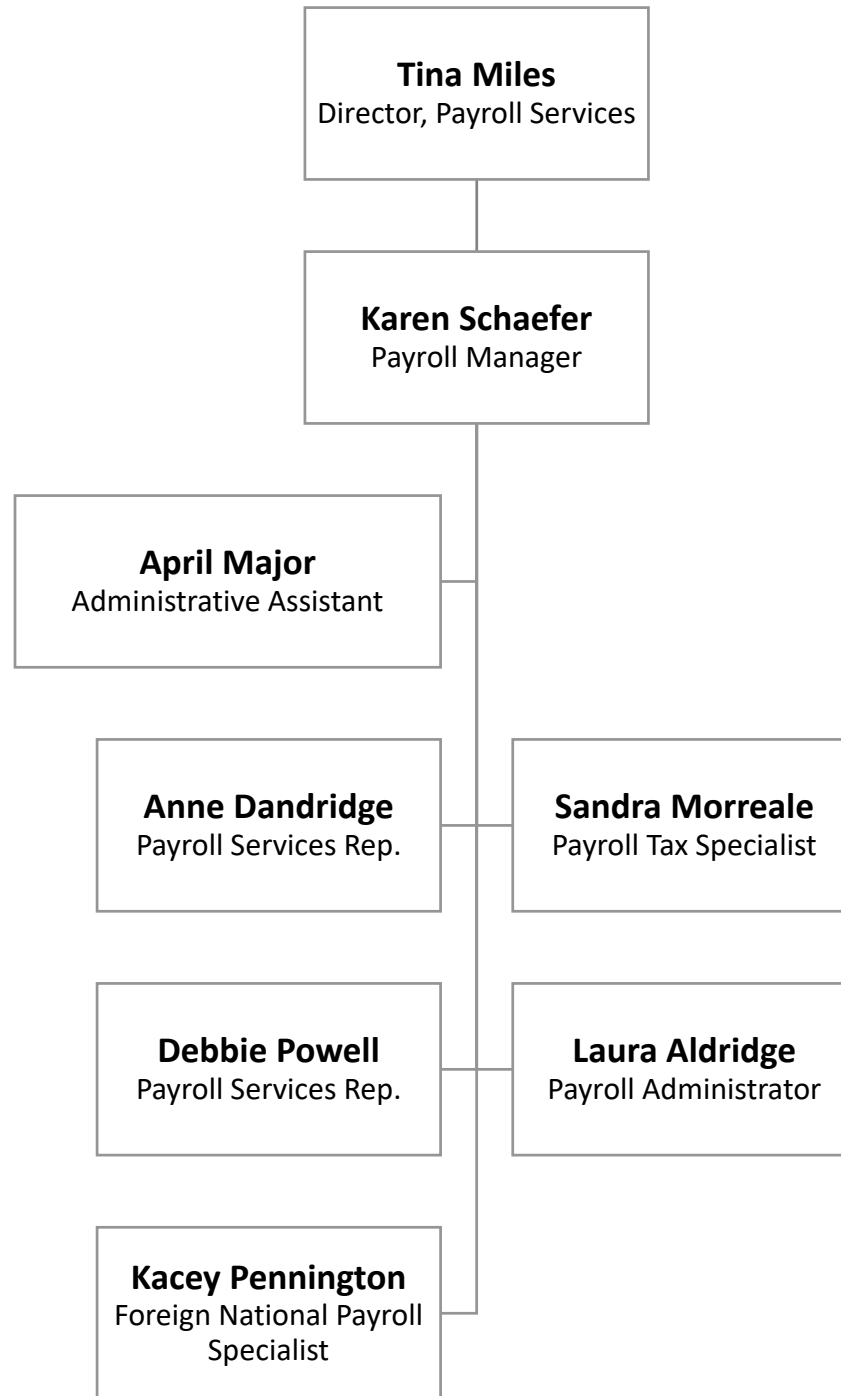 Tina Miles
Director, Payroll Services
Karen Schaefer
Payroll Manager
April Major
Administrative Assistant
Anne Dandridge
Payroll Services Rep.
Sandra Morreale
Payroll Tax Specialist
Debbie Powell
Payroll Services Rep.
Laura Aldridge
Payroll Administrator
Kacey Pennington
Foreign National Payroll
Specialist